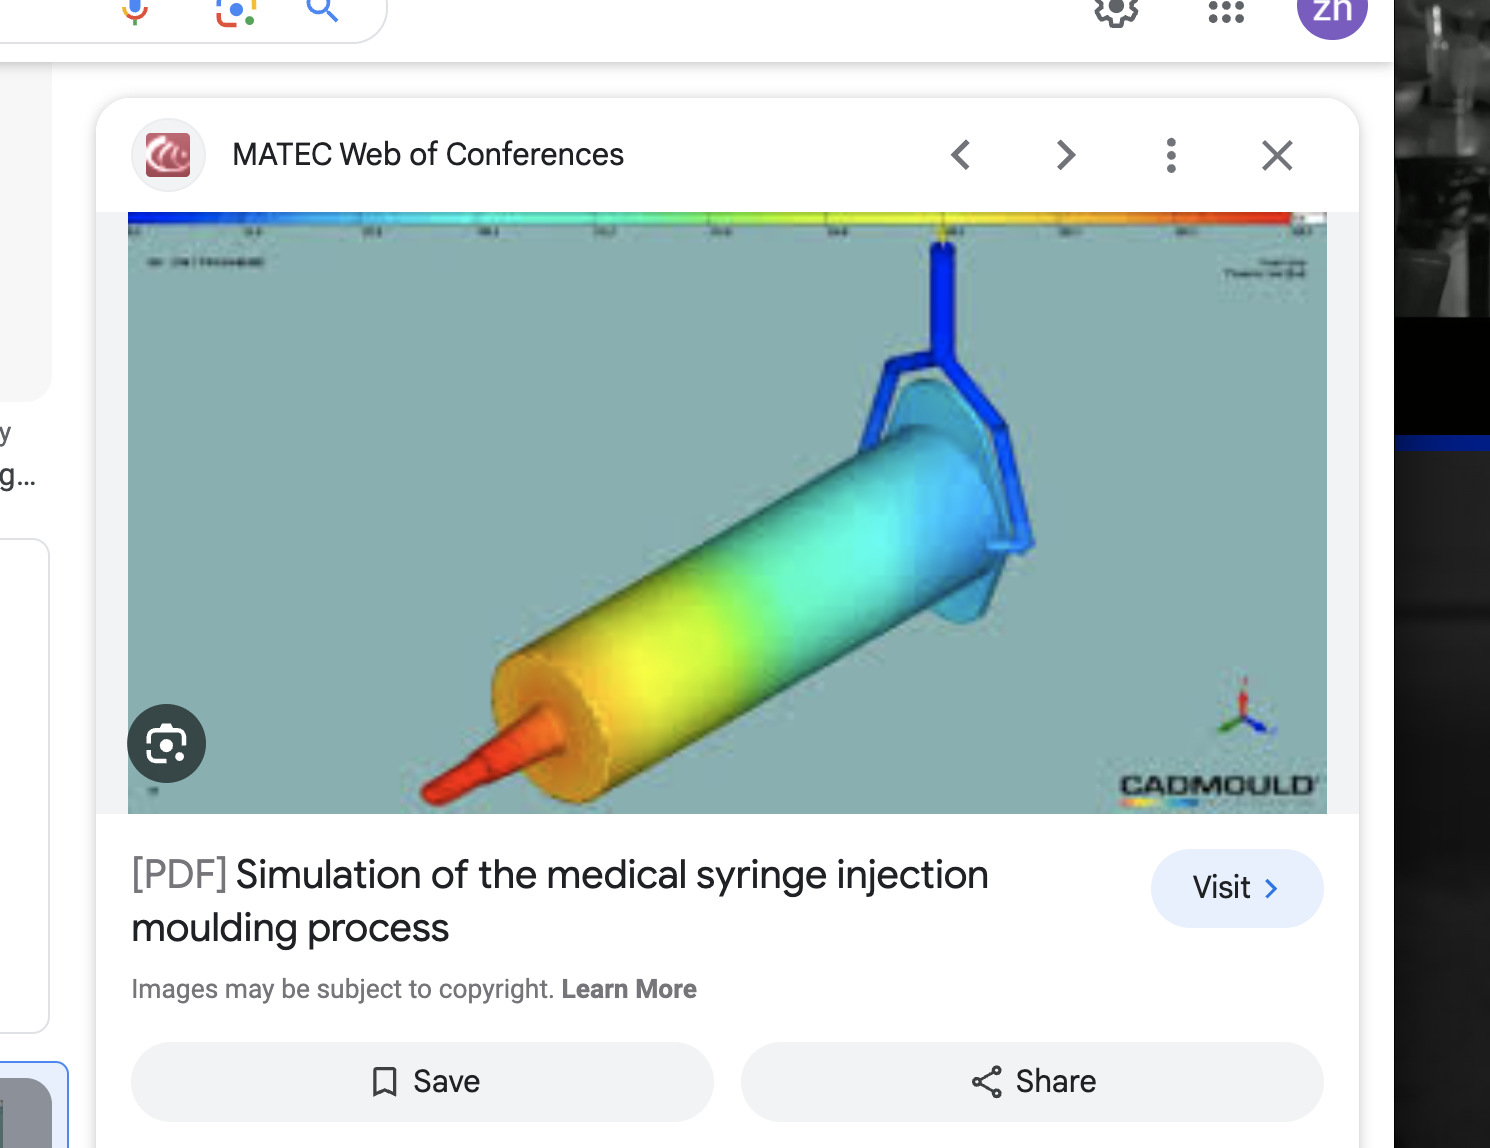 zh
MATEC Web of Conferences
y
g...
CADMOULD
[PDF] Simulation of the medical syringe injection
moulding process
Visit
Images may be subject to copyright. Learn More
Save
Share